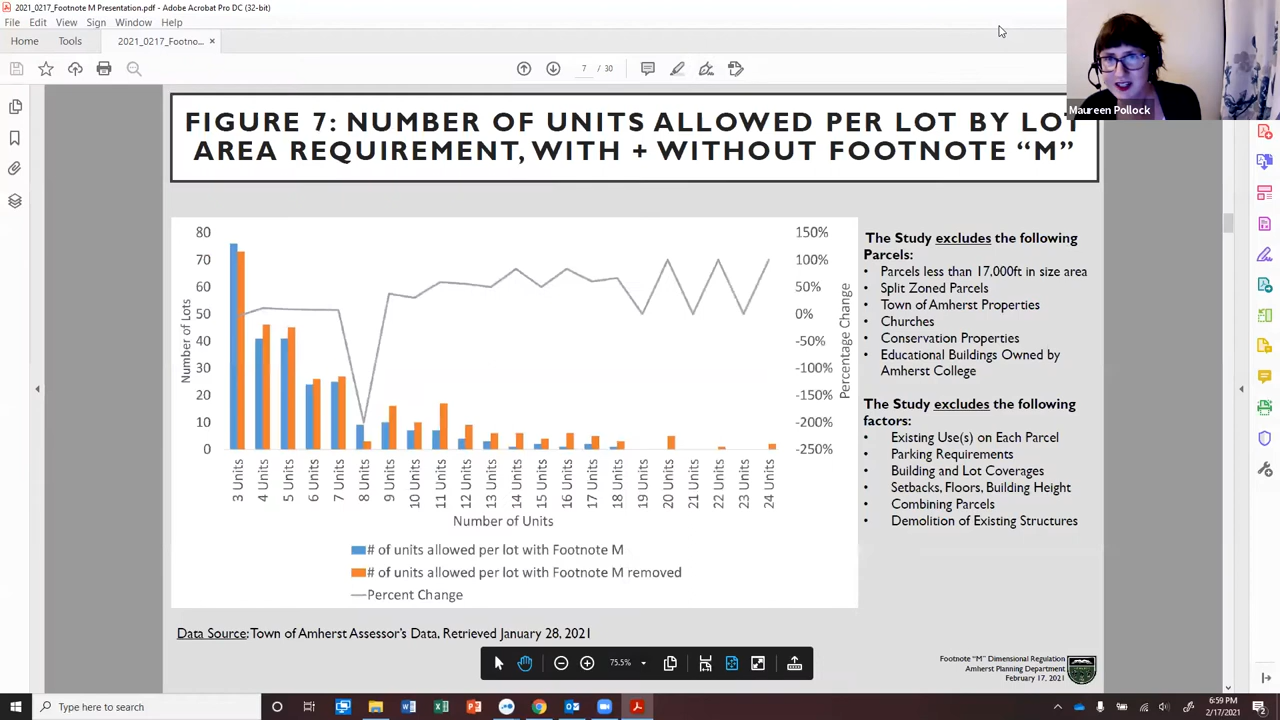 2021_0217_Footnote M Presentation.pdf - Adobe Acrobat Pro DC (32-bit)
File Edit View Sign Window Help
Home Tools 2021_0217_Footno... ×
7 / 30
Maureen Pollock
FIGURE 7: NUMBER OF UNITS ALLOWED PER LOT BY LOT
AREA REQUIREMENT, WITH + WITHOUT FOOTNOTE “M”
80
70
60
50
40
30
20
10
0
Number of Lots
150%
100%
50%
0%
-50%
-100%
-150%
-200%
-250%
Percentage Change
3 Units
4 Units
5 Units
6 Units
7 Units
8 Units
9 Units
10 Units
11 Units
12 Units
13 Units
14 Units
15 Units
16 Units
17 Units
18 Units
19 Units
20 Units
21 Units
22 Units
23 Units
24 Units
Number of Units
# of units allowed per lot with Footnote M
# of units allowed per lot with Footnote M removed
Percent Change
The Study excludes the following
Parcels:
• Parcels less than 17,000ft in size area
• Split Zoned Parcels
• Town of Amherst Properties
• Churches
• Conservation Properties
• Educational Buildings Owned by
Amherst College
The Study excludes the following
factors:
• Existing Use(s) on Each Parcel
• Parking Requirements
• Building and Lot Coverages
• Setbacks, Floors, Building Height
• Combining Parcels
• Demolition of Existing Structures
Data Source: Town of Amherst Assessor’s Data, Retrieved January 28, 2021
75.5%
Footnote “M” Dimensional Regulation
Amherst Planning Department
February 17, 2021
Type here to search
6:59 PM
2/17/2021